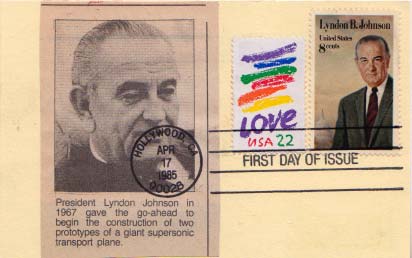 Lyndon B. Johnson
United States
8 cents
LOVE
USA 22
HOLLYWOOD, CA
APR
17
1985
90028
FIRST DAY OF ISSUE
President Lyndon Johnson in
1967 gave the go-ahead to
begin the construction of two
prototypes of a giant supersonic
transport plane.